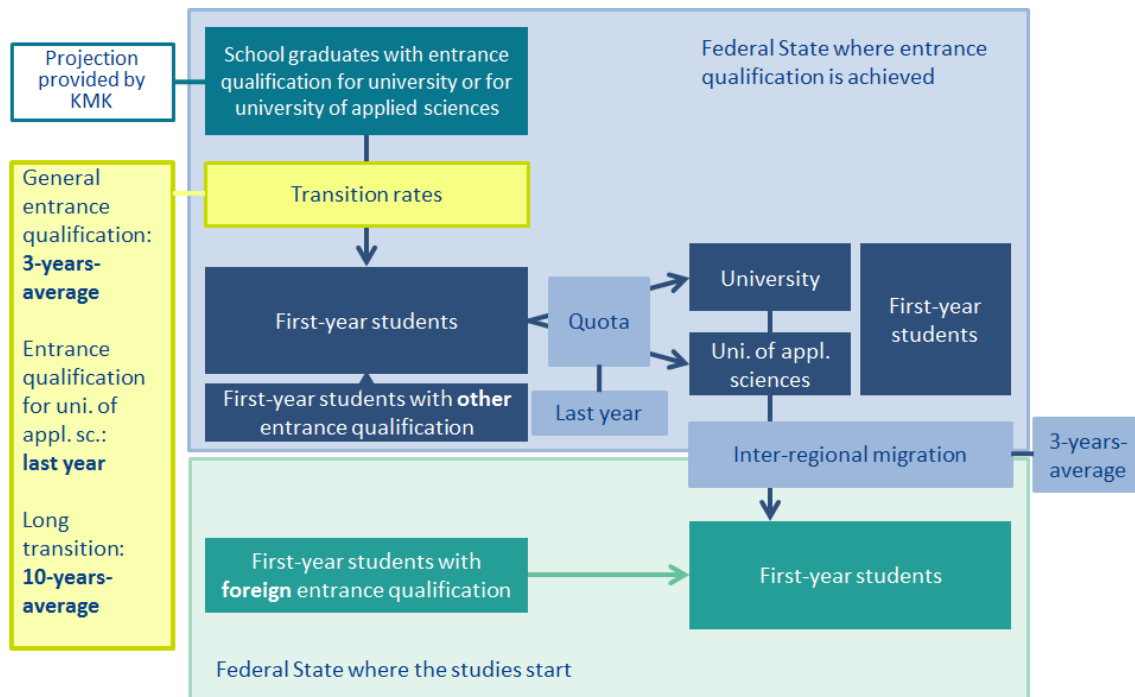 Projection
provided by
KMK
School graduates with entrance
qualification for university or for
university of applied sciences
Federal State where entrance
qualification is achieved
General
entrance
qualification:
3-years-
average
Entrance
qualification
for uni. of
appl. sc.:
last year
Long
transition:
10-years-
average
Transition rates
First-year students
Quota
University
Uni. of appl.
sciences
First-year
students
First-year students with other
entrance qualification
Last year
Inter-regional migration
3-years-
average
First-year students with
foreign entrance qualification
First-year students
Federal State where the studies start